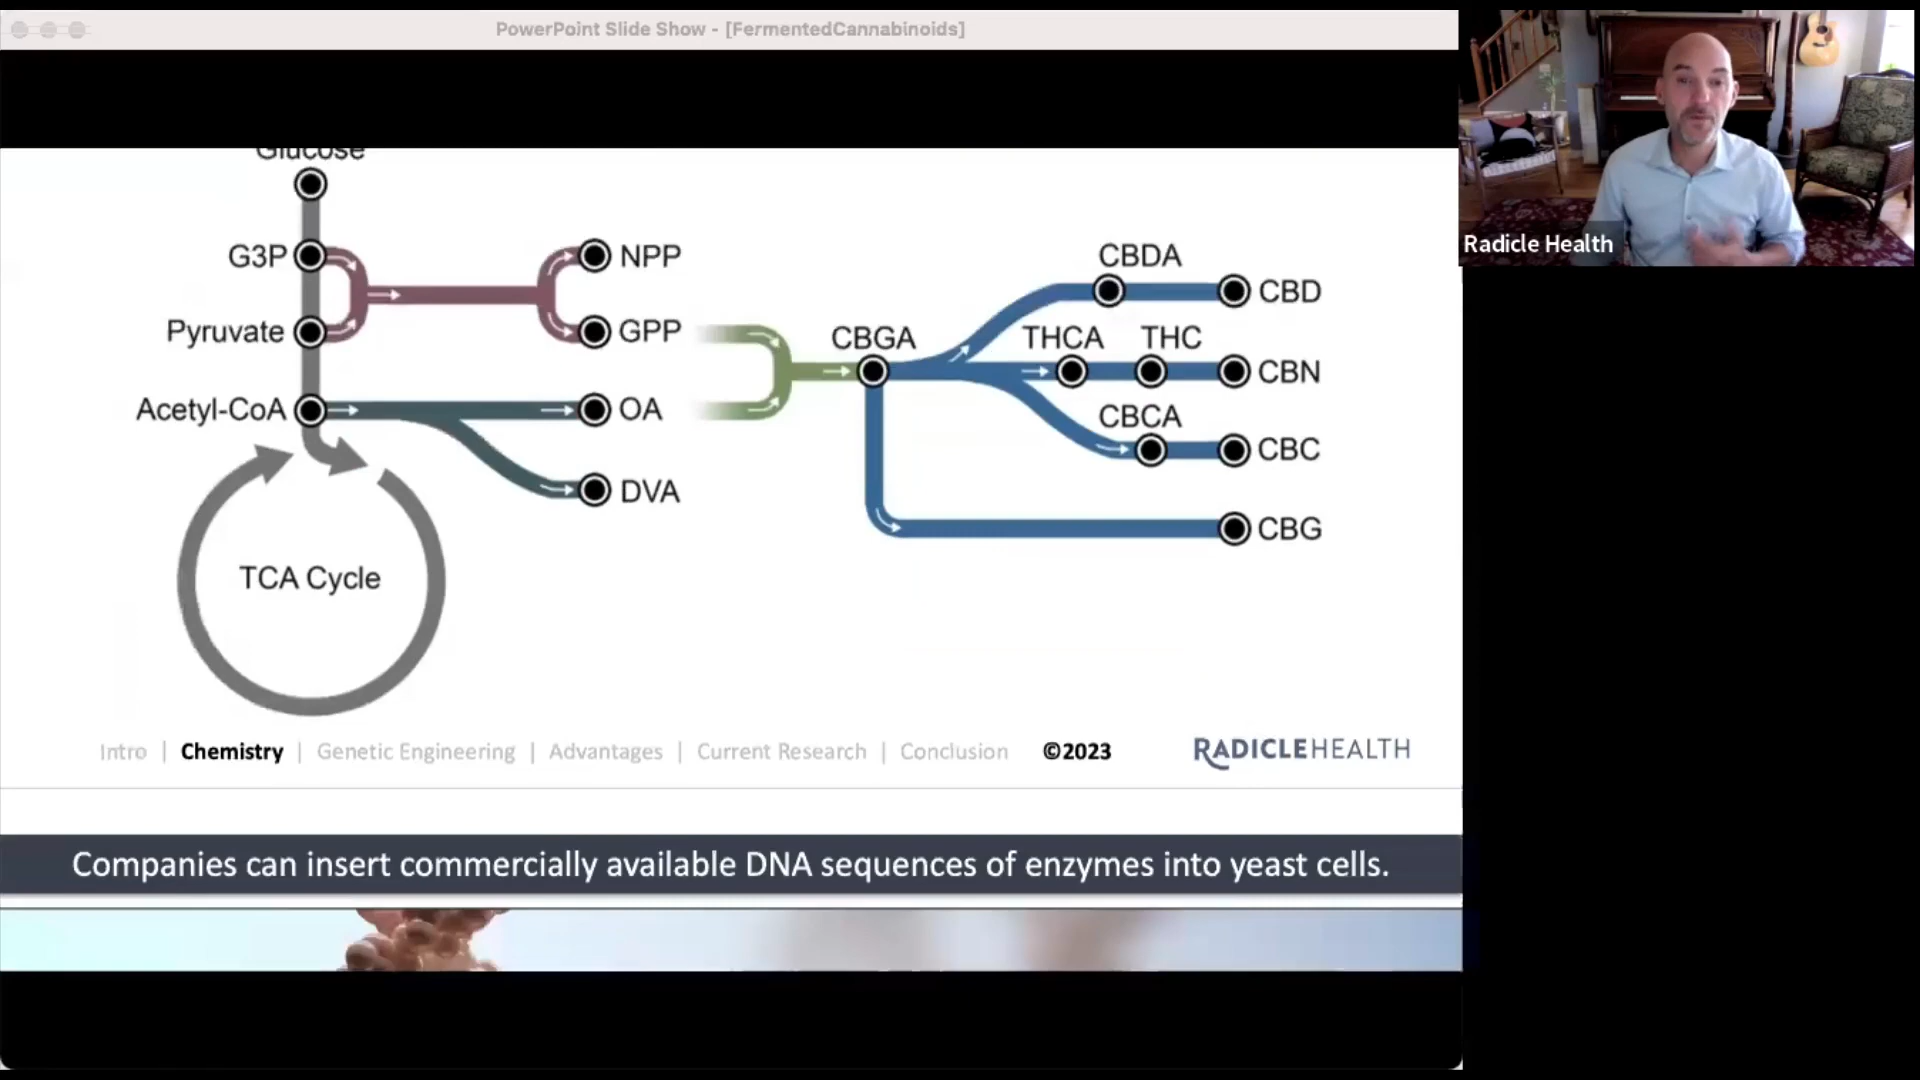 PowerPoint Slide Show - [FermentedCannabinoids]
Radicle Health
Glucose
G3P
NPP
Pyruvate
GPP
Acetyl-CoA
OA
DVA
TCA Cycle
CBGA
CBDA
CBD
THCA
THC
CBN
CBCA
CBC
CBG
Intro | Chemistry | Genetic Engineering | Advantages | Current Research | Conclusion ©2023 RADICLEHEALTH
Companies can insert commercially available DNA sequences of enzymes into yeast cells.